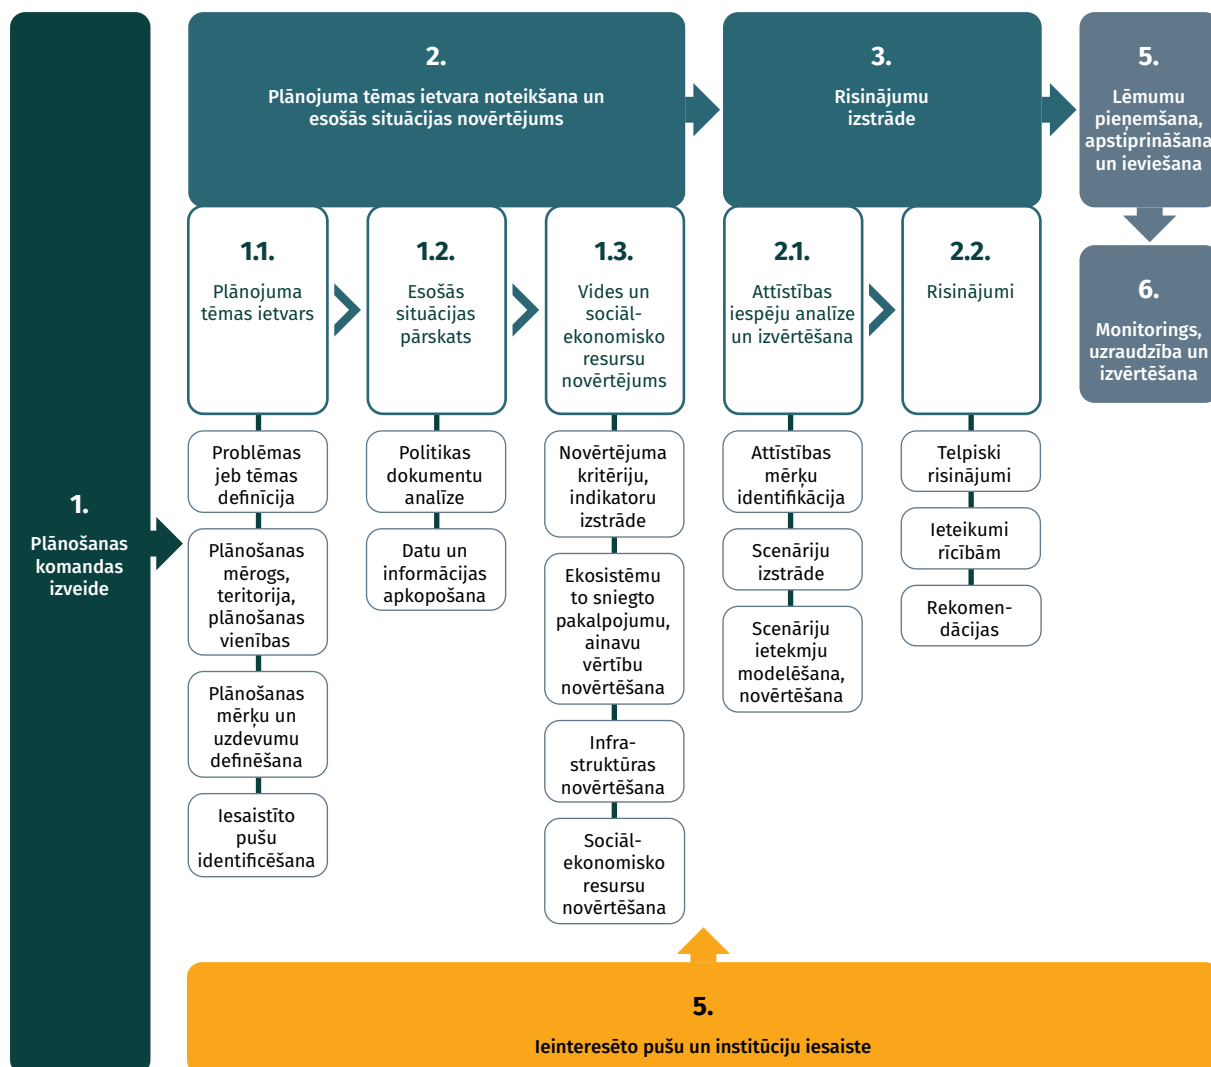 1.
Plānošanas
komandas
izveide
2.
Plānojuma tēmas ietvara noteikšana un
esošās situācijas novērtējums
3.
Risinājumu
izstrāde
5.
Lēmumu
pieņemšana,
apstiprināšana
un ieviešana
6.
Monitorings,
uzraudzība un
izvērtēšana
1.1.
Plānojuma
tēmas ietvars
Problēmas
jeb tēmas
definīcija
Plānošanas
mērogs,
teritorija,
plānošanas
vienības
Plānošanas
mērķu un
uzdevumu
definēšana
Iesaistīto
pušu
identificēšana
1.2.
Esošās
situācijas
pārskats
Politikas
dokumentu
analīze
Datu un
informācijas
apkopošana
1.3.
Vides un
sociāl-
ekonomisko
resursu
novērtējums
Novērtējuma
kritēriju,
indikatoru
izstrāde
Ekosistēmu
to sniegto
pakalpojumu,
ainavu
vērtību
novērtēšana
Infra-
struktūras
novērtēšana
Sociāl-
ekonomisko
resursu
novērtēšana
2.1.
Attīstības
iespēju analīze
un izvērtēšana
Attīstības
mērķu
identifikācija
Scenāriju
izstrāde
Scenāriju
ietekmju
modelēšana,
novērtēšana
2.2.
Risinājumi
Telpiski
risinājumi
Ieteikumi
rīcībām
Rekomen-
dācijas
5.
Ieinteresēto pušu un institūciju iesaiste